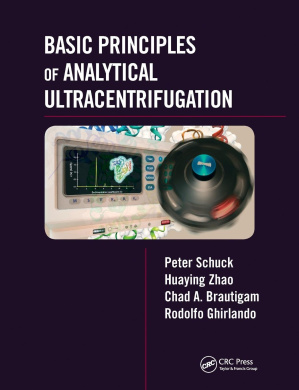 BASIC PRINCIPLES
OF ANALYTICAL
ULTRACENTRIFUGATION
Peter Schuck
Huaying Zhao
Chad A. Brautigam
Rodolfo Ghirlando
CRC Press
Taylor & Francis Group